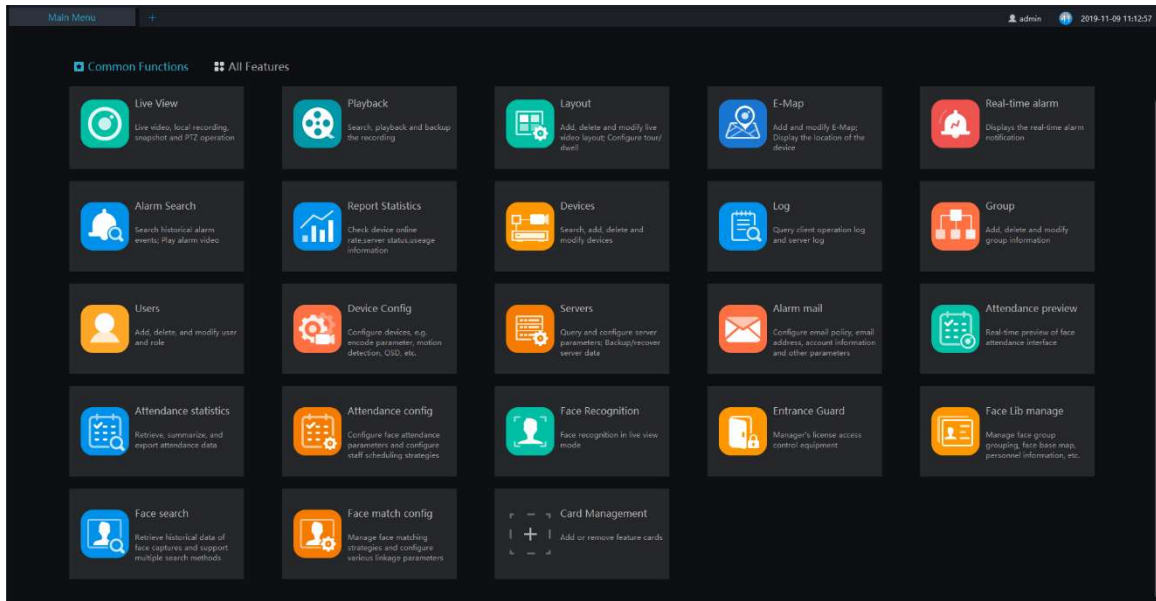 Main Menu
+
admin
2019-11-09 11:12:57
Common Functions
All Features
Live View
Live video, local recording,
snapshot and PTZ operation
Playback
Search, playback and backup
the recording
Layout
Add, delete and modify live
video layout; Configure tour/
dwell
E-Map
Add and modify E-Map;
Display the location of the
device
Real-time alarm
Displays the real-time alarm
notification
Alarm Search
Search historical alarm
events; Play alarm video
Report Statistics
Check device online
rate,server status,useage
information
Devices
Search, add, delete and
modify devices
Log
Query client operation log
and server log
Group
Add, delete and modify
group information
Users
Add, delete, and modify user
and role
Device Config
Configure devices, e.g.
encode parameter, motion
detection, OSD, etc.
Servers
Query and configure server
parameters; Backup/recover
server data
Alarm mail
Configure email policy, email
address, account information
and other parameters
Attendance preview
Real-time preview of face
attendance interface
Attendance statistics
Retrieve, summarize, and
export attendance data
Attendance config
Configure face attendance
parameters and configure
staff scheduling strategies
Face Recognition
Face recognition in live view
mode
Entrance Guard
Manager's license access
control equipment
Face Lib manage
Manage face group
grouping, face base map,
personnel information, etc.
Face search
Retrieve historical data of
face captures and support
multiple search methods
Face match config
Manage face matching
strategies and configure
various linkage parameters
Card Management
Add or remove feature cards